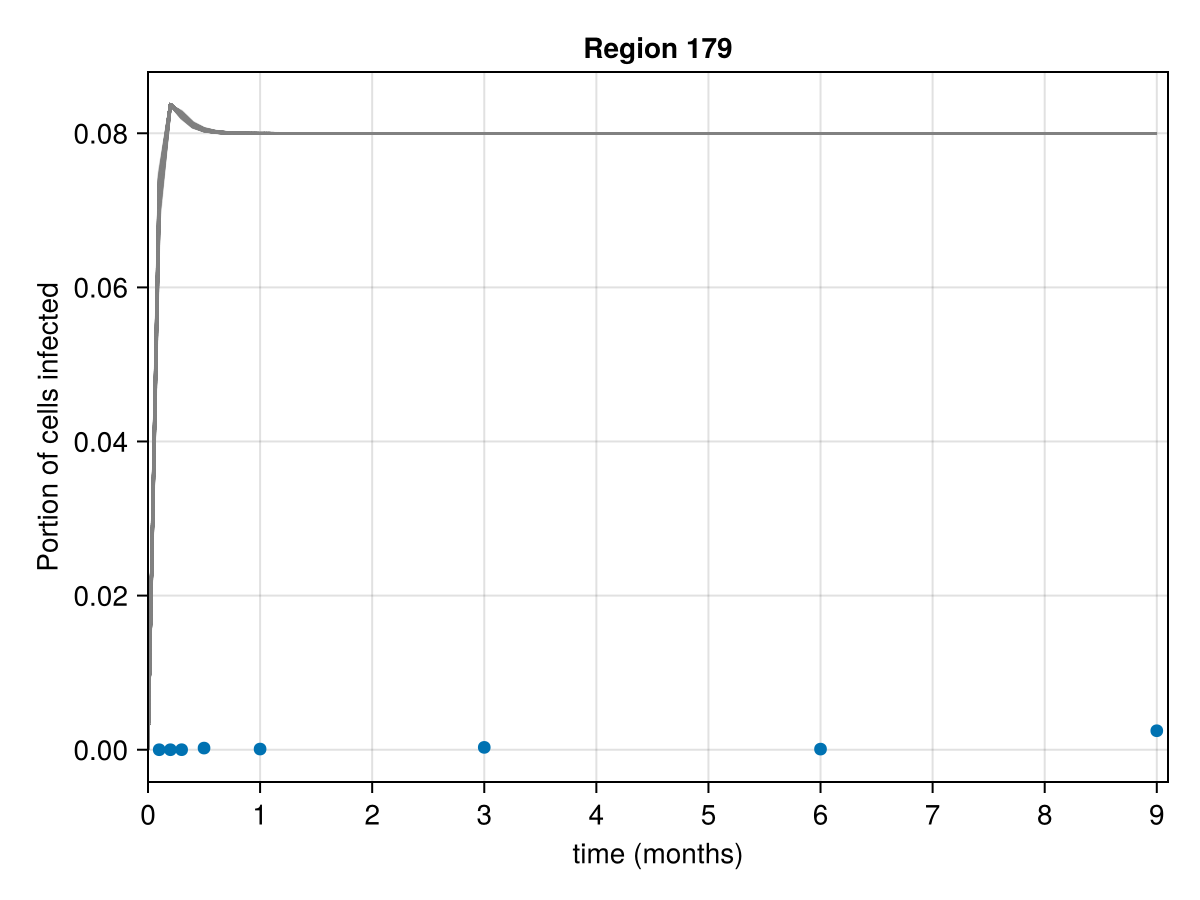 Region 179
Portion of cells infected
0.08
0.06
0.04
0.02
0.00
0 1 2 3 4 5 6 7 8 9
time (months)